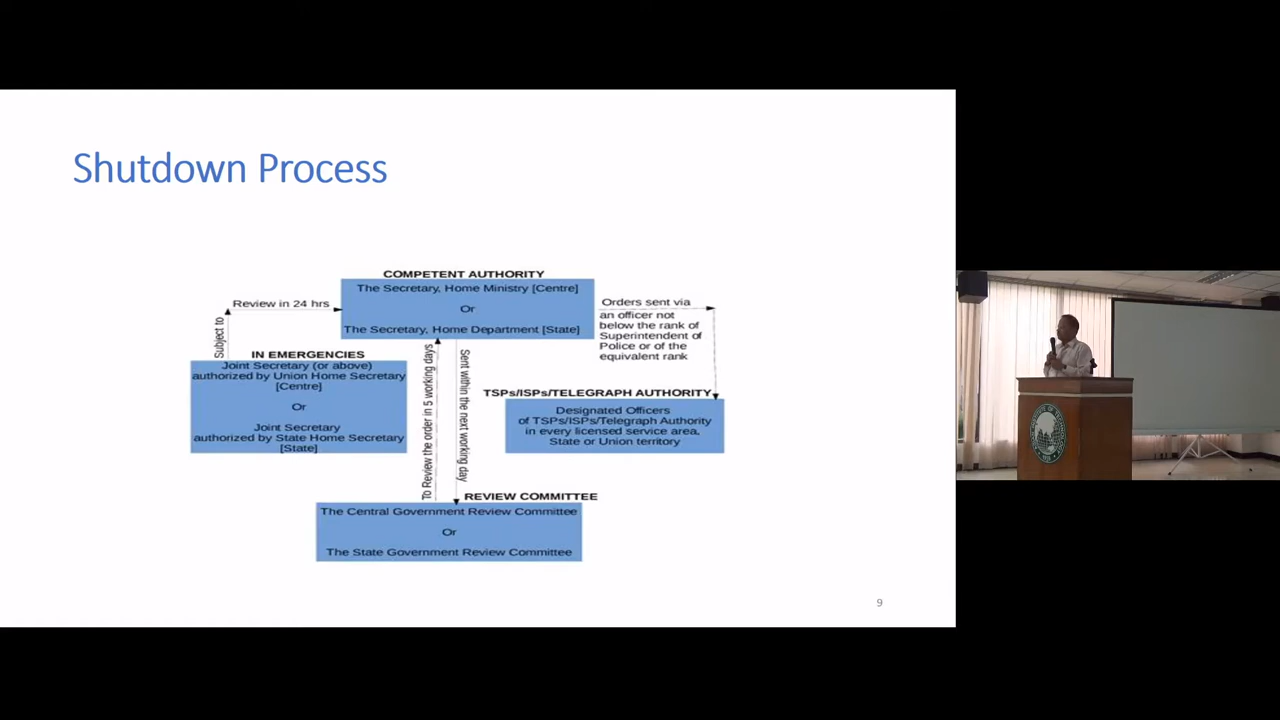 Shutdown Process
COMPETENT AUTHORITY
The Secretary, Home Ministry [Centre]
Or
The Secretary, Home Department [State]
Review in 24 hrs
Subject to
IN EMERGENCIES
Joint Secretary (or above)
authorized by Union Home Secretary
[Centre]
Or
Joint Secretary
authorized by State Home Secretary
[State]
To Review the order in 5 working days
Sent within the next working day
Orders sent via
an officer not
below the rank of
Superintendent of
Police or of the
equivalent rank
TSPs/ISPs/TELEGRAPH AUTHORITY
Designated Officers
of TSPs/ISPs/Telegraph Authority
in every licensed service area,
State or Union territory
REVIEW COMMITTEE
The Central Government Review Committee
Or
The State Government Review Committee
9